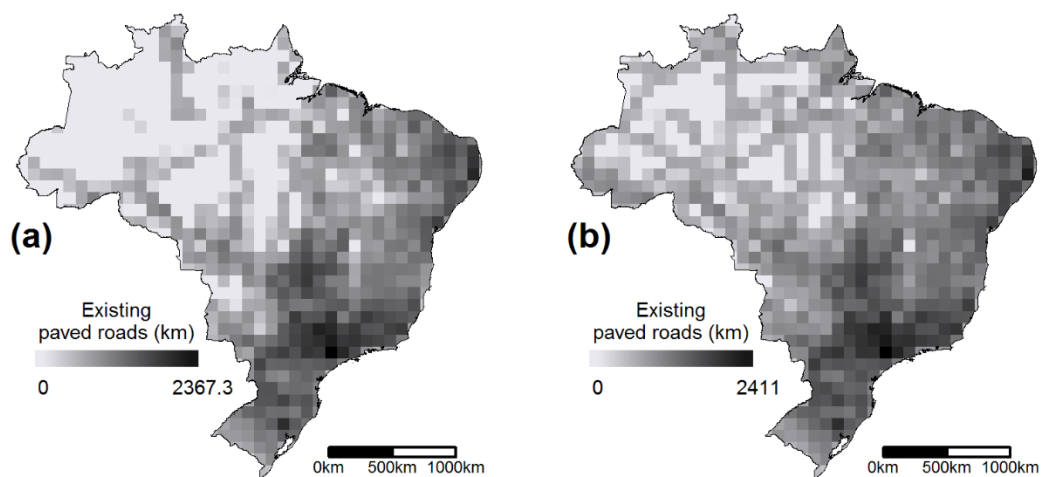 (a)
Existing
paved roads (km)
0 2367.3
0km 500km 1000km
(b)
Existing
paved roads (km)
0 2411
0km 500km 1000km